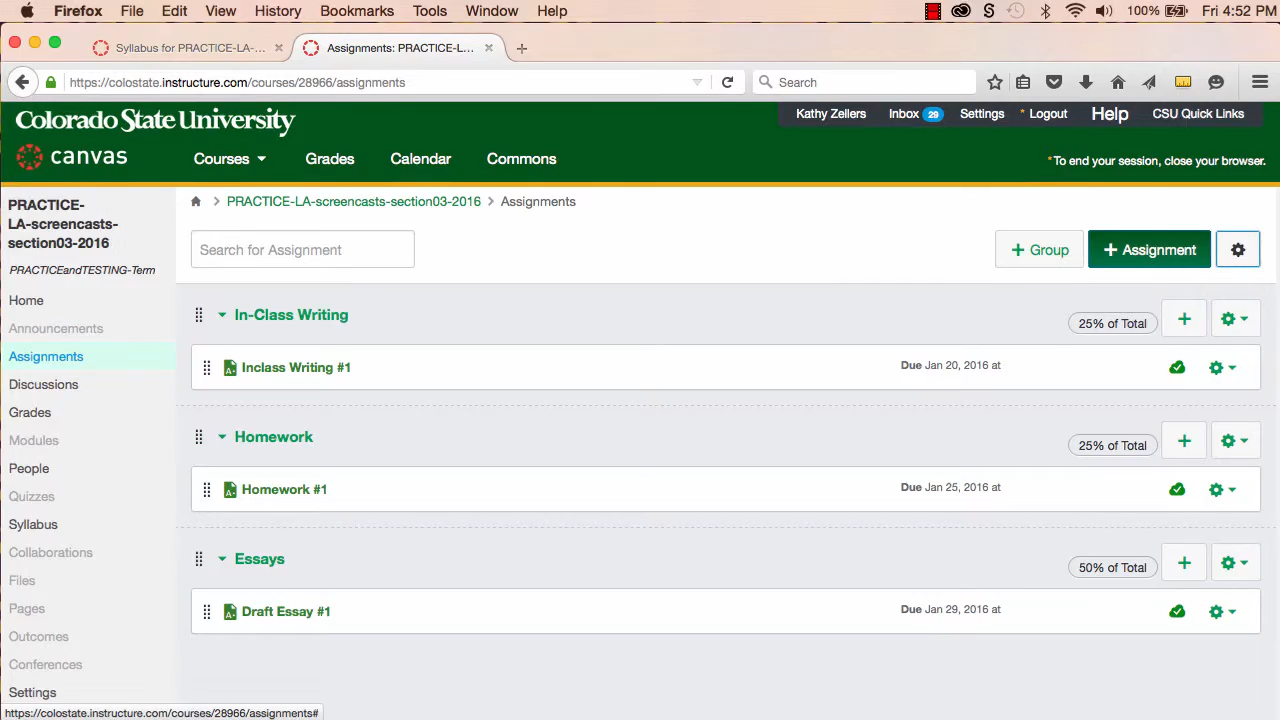 Firefox File Edit View History Bookmarks Tools Window Help 100% Fri 4:52 PM
Syllabus for PRACTICE-LA-... Assignments: PRACTICE-L...
https://colostate.instructure.com/courses/28966/assignments Search
Colorado State University Kathy Zellers Inbox 29 Settings *Logout Help CSU Quick Links
canvas Courses Grades Calendar Commons *To end your session, close your browser.
PRACTICE-
LA-screencasts-
section03-2016
PRACTICEandTESTING-Term
Home
Announcements
Assignments
Discussions
Grades
Modules
People
Quizzes
Syllabus
Collaborations
Files
Pages
Outcomes
Conferences
Settings
PRACTICE-LA-screencasts-section03-2016 > Assignments
Search for Assignment + Group + Assignment
In-Class Writing 25% of Total +
Inclass Writing #1 Due Jan 20, 2016 at
Homework 25% of Total +
Homework #1 Due Jan 25, 2016 at
Essays 50% of Total +
Draft Essay #1 Due Jan 29, 2016 at
https://colostate.instructure.com/courses/28966/assignments#